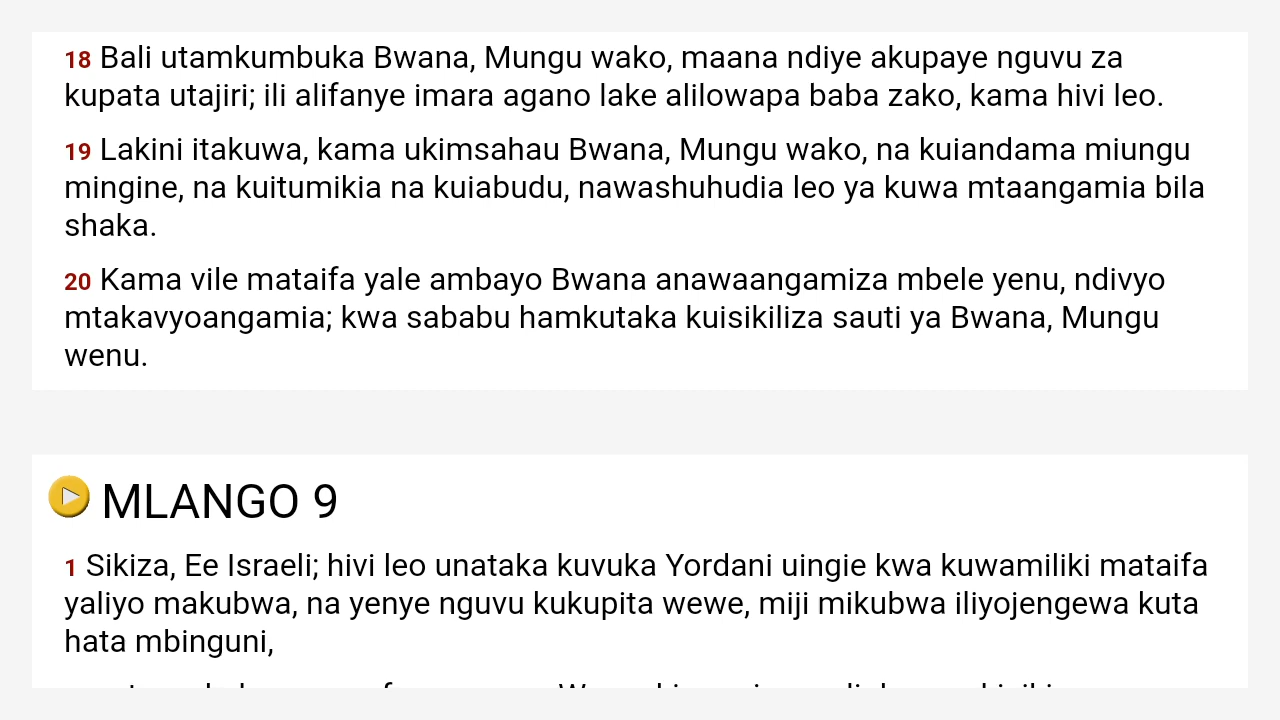 18 Bali utamkumbuka Bwana, Mungu wako, maana ndiye akupaye nguvu za
kupata utajiri; ili alifanye imara agano lake alilowapa baba zako, kama hivi leo.
19 Lakini itakuwa, kama ukimsahau Bwana, Mungu wako, na kuiandama miungu
mingine, na kuitumikia na kuiabudu, nawashuhudia leo ya kuwa mtaangamia bila
shaka.
20 Kama vile mataifa yale ambayo Bwana anawaangamiza mbele yenu, ndivyo
mtakavyoangamia; kwa sababu hamkutaka kuisikiliza sauti ya Bwana, Mungu
wenu.
MLANGO 9
1 Sikiza, Ee Israeli; hivi leo unataka kuvuka Yordani uingie kwa kuwamiliki mataifa
yaliyo makubwa, na yenye nguvu kukupita wewe, miji mikubwa iliyojengewa kuta
hata mbinguni,